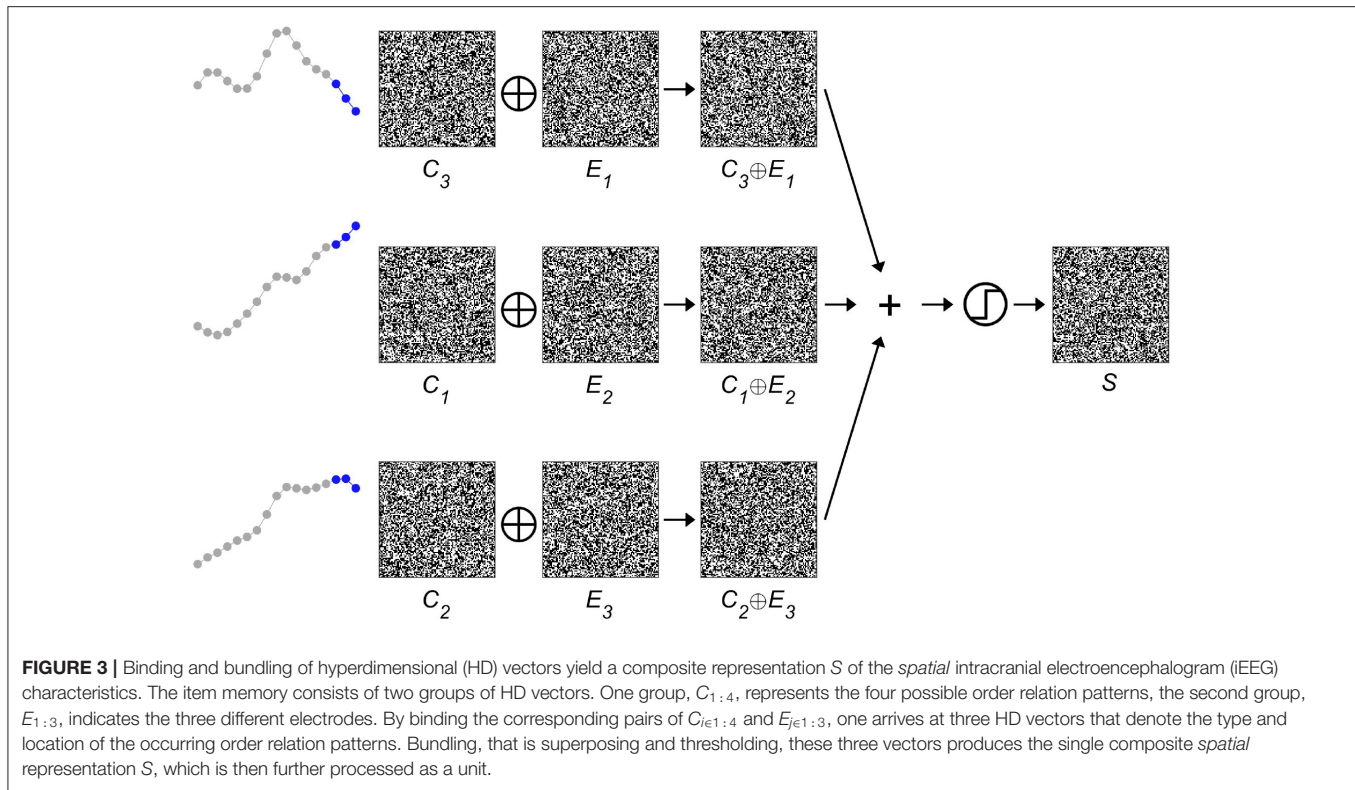 C₃ ⊕ E₁ → C₃⊕E₁
C₁ ⊕ E₂ → C₁⊕E₂ + S
C₂ ⊕ E₃ → C₂⊕E₃
FIGURE 3 | Binding and bundling of hyperdimensional (HD) vectors yield a composite representation S of the spatial intracranial electroencephalogram (iEEG)
characteristics. The item memory consists of two groups of HD vectors. One group, C₁:₄, represents the four possible order relation patterns, the second group,
E₁:₃, indicates the three different electrodes. By binding the corresponding pairs of Cᵢ∈₁:₄ and Eⱼ∈₁:₃, one arrives at three HD vectors that denote the type and
location of the occurring order relation patterns. Bundling, that is superposing and thresholding, these three vectors produces the single composite spatial
representation S, which is then further processed as a unit.